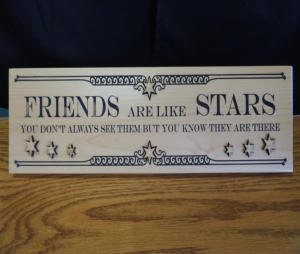 FRIENDS ARE LIKE STARS
YOU DON'T ALWAYS SEE THEM BUT YOU KNOW THEY ARE THERE